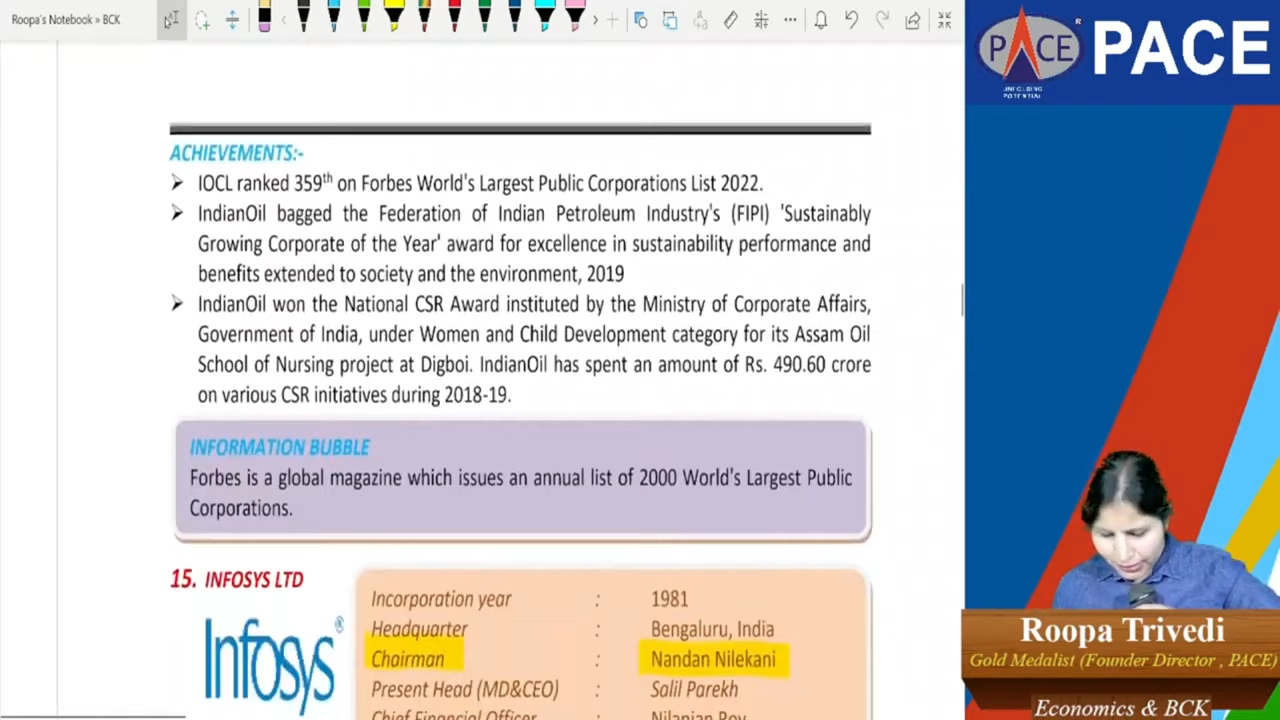 Roopa's Notebook » BCK
PACE
®
PACE
UNFOLDING
POTENTIAL
ACHIEVEMENTS:-
➢ IOCL ranked 359th on Forbes World's Largest Public Corporations List 2022.
➢ IndianOil bagged the Federation of Indian Petroleum Industry's (FIPI) 'Sustainably
Growing Corporate of the Year' award for excellence in sustainability performance and
benefits extended to society and the environment, 2019
➢ IndianOil won the National CSR Award instituted by the Ministry of Corporate Affairs,
Government of India, under Women and Child Development category for its Assam Oil
School of Nursing project at Digboi. IndianOil has spent an amount of Rs. 490.60 crore
on various CSR initiatives during 2018-19.
INFORMATION BUBBLE
Forbes is a global magazine which issues an annual list of 2000 World's Largest Public
Corporations.
15. INFOSYS LTD
Infosys®
Incorporation year : 1981
Headquarter : Bengaluru, India
Chairman : Nandan Nilekani
Present Head (MD&CEO) : Salil Parekh
Chief Financial Officer : Nilanjan Roy
Roopa Trivedi
Gold Medalist (Founder Director , PACE)
Economics & BCK